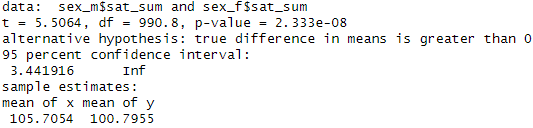 data:  sex_m$sat_sum and sex_f$sat_sum
t = 5.5064, df = 990.8, p-value = 2.333e-08
alternative hypothesis: true difference in means is greater than 0
95 percent confidence interval:
 3.441916      Inf
sample estimates:
mean of x mean of y
 105.7054  100.7955